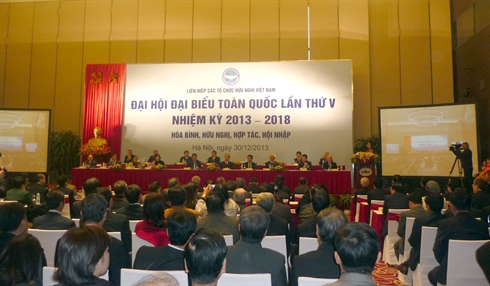 LIÊN HIỆP CÁC TỔ CHỨC HỮU NGHỊ VIỆT NAM
ĐẠI HỘI ĐẠI BIỂU TOÀN QUỐC LẦN THỨ V
NHIỆM KỲ 2013 - 2018
HÒA BÌNH, HỮU NGHỊ, HỢP TÁC, HỘI NHẬP
Hà Nội, ngày 30/12/2013